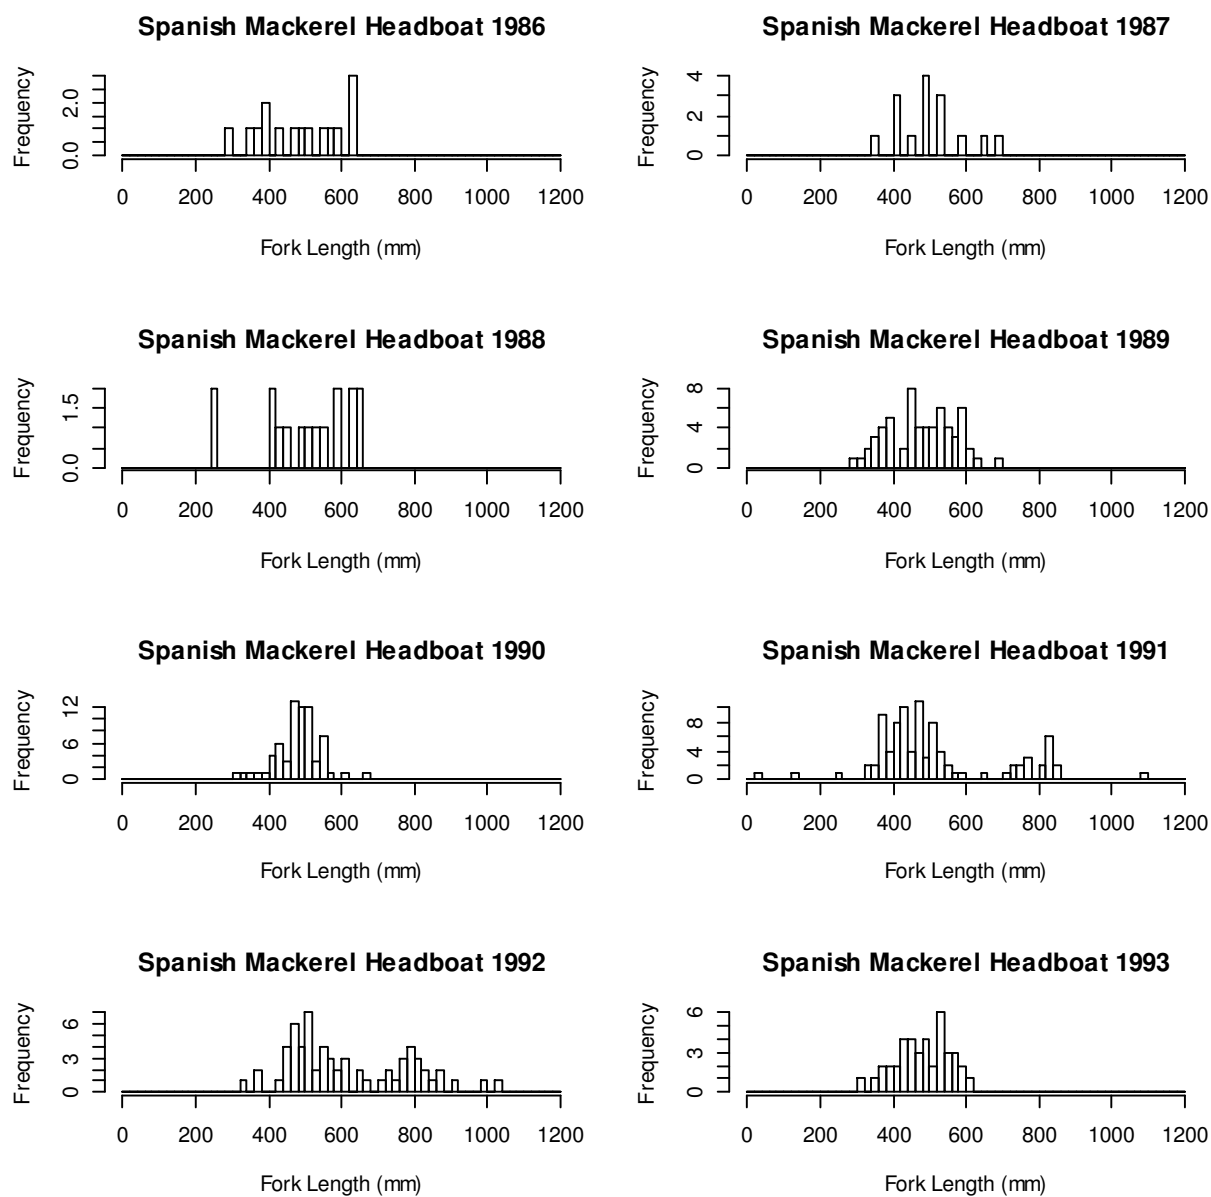 Spanish Mackerel Headboat 1986
Frequency
0.0 2.0
0 200 400 600 800 1000 1200
Fork Length (mm)
Spanish Mackerel Headboat 1987
Frequency
0 2 4
0 200 400 600 800 1000 1200
Fork Length (mm)
Spanish Mackerel Headboat 1988
Frequency
0.0 1.5
0 200 400 600 800 1000 1200
Fork Length (mm)
Spanish Mackerel Headboat 1989
Frequency
0 4 8
0 200 400 600 800 1000 1200
Fork Length (mm)
Spanish Mackerel Headboat 1990
Frequency
0 6 12
0 200 400 600 800 1000 1200
Fork Length (mm)
Spanish Mackerel Headboat 1991
Frequency
0 4 8
0 200 400 600 800 1000 1200
Fork Length (mm)
Spanish Mackerel Headboat 1992
Frequency
0 3 6
0 200 400 600 800 1000 1200
Fork Length (mm)
Spanish Mackerel Headboat 1993
Frequency
0 3 6
0 200 400 600 800 1000 1200
Fork Length (mm)